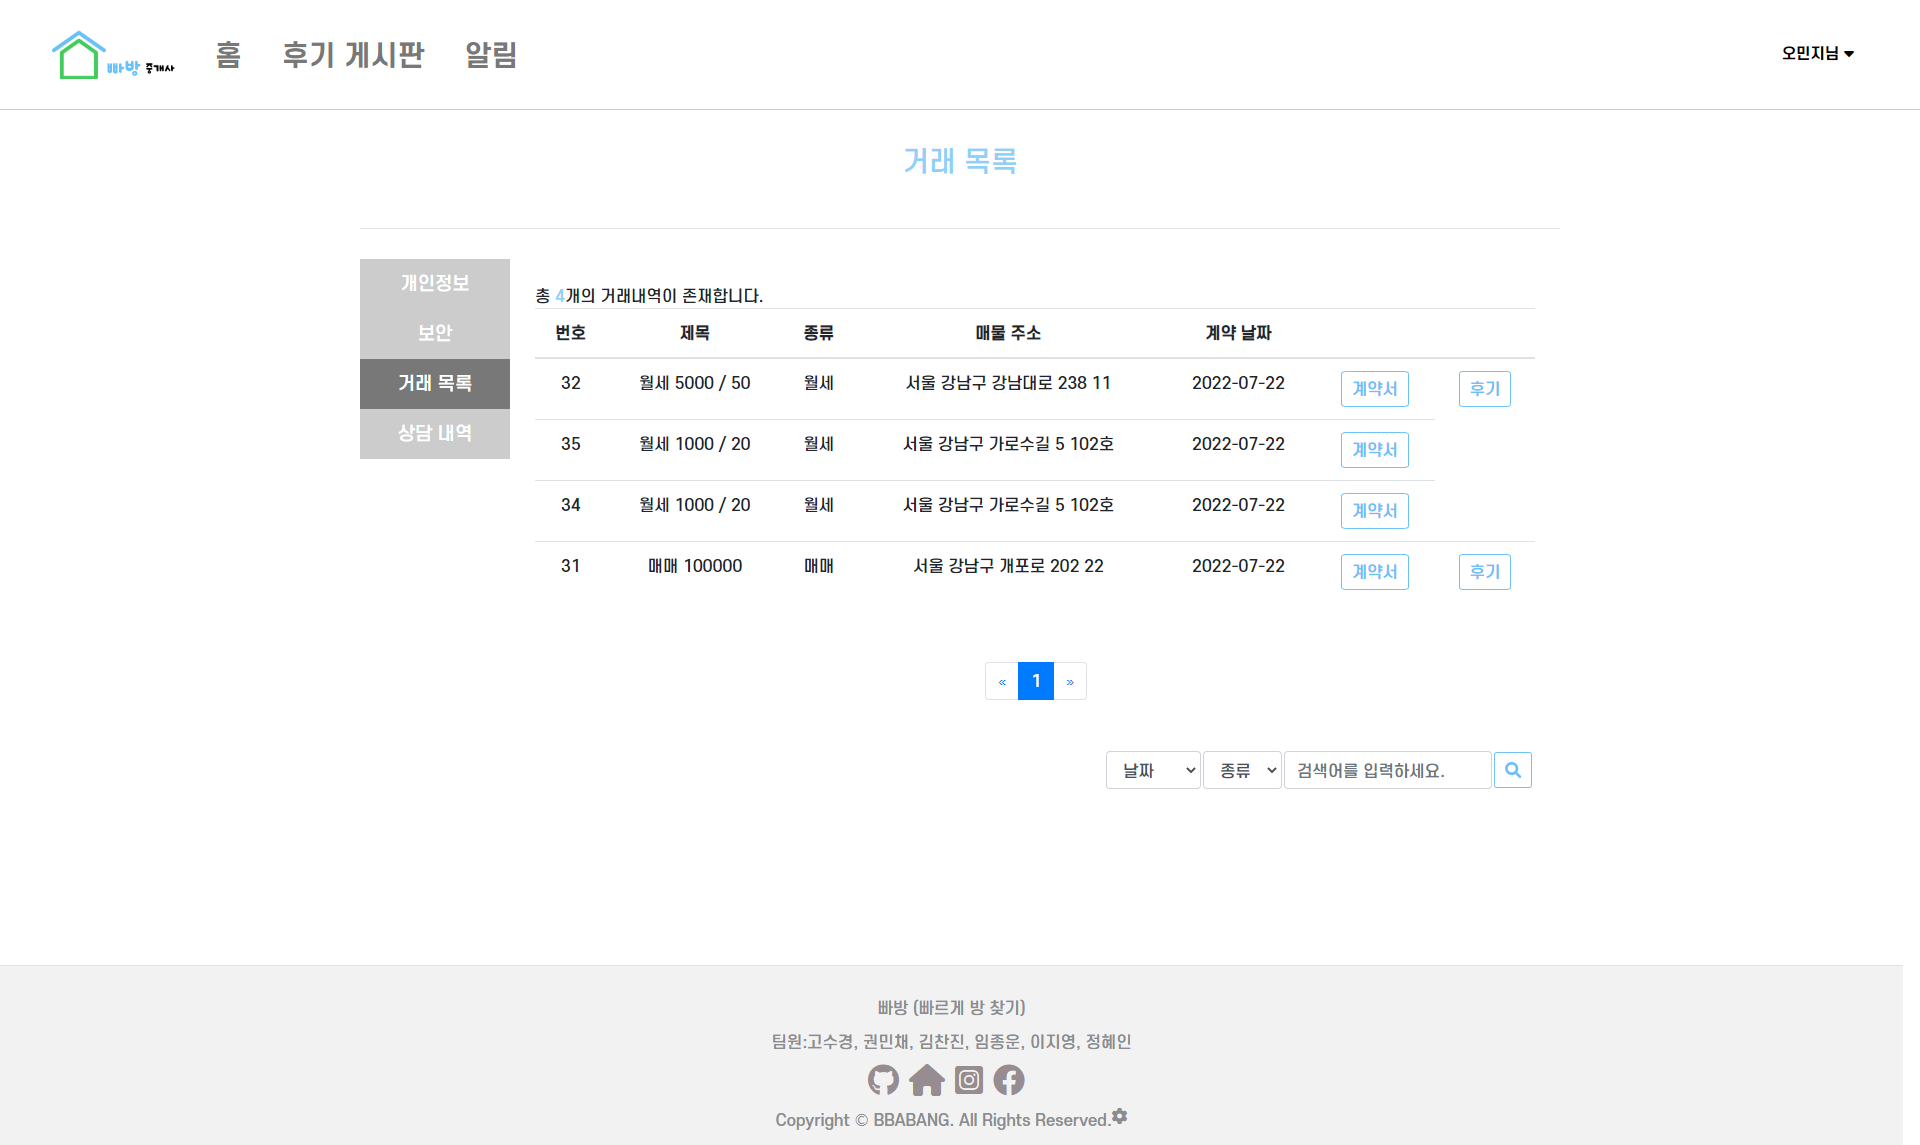 빠방 중개사 홈 후기 게시판 알림 오민지님
거래 목록
개인정보
보안
거래 목록
상담 내역
총 4개의 거래내역이 존재합니다.
번호 제목 종류 매물 주소 계약 날짜
32 월세 5000 / 50 월세 서울 강남구 강남대로 238 11 2022-07-22 계약서 후기
35 월세 1000 / 20 월세 서울 강남구 가로수길 5 102호 2022-07-22 계약서
34 월세 1000 / 20 월세 서울 강남구 가로수길 5 102호 2022-07-22 계약서
31 매매 100000 매매 서울 강남구 개포로 202 22 2022-07-22 계약서 후기
« 1 »
날짜 종류 검색어를 입력하세요.
빠방 (빠르게 방 찾기)
팀원:고수경, 권민채, 김찬진, 임종운, 이지영, 정혜인
Copyright © BBABANG. All Rights Reserved.